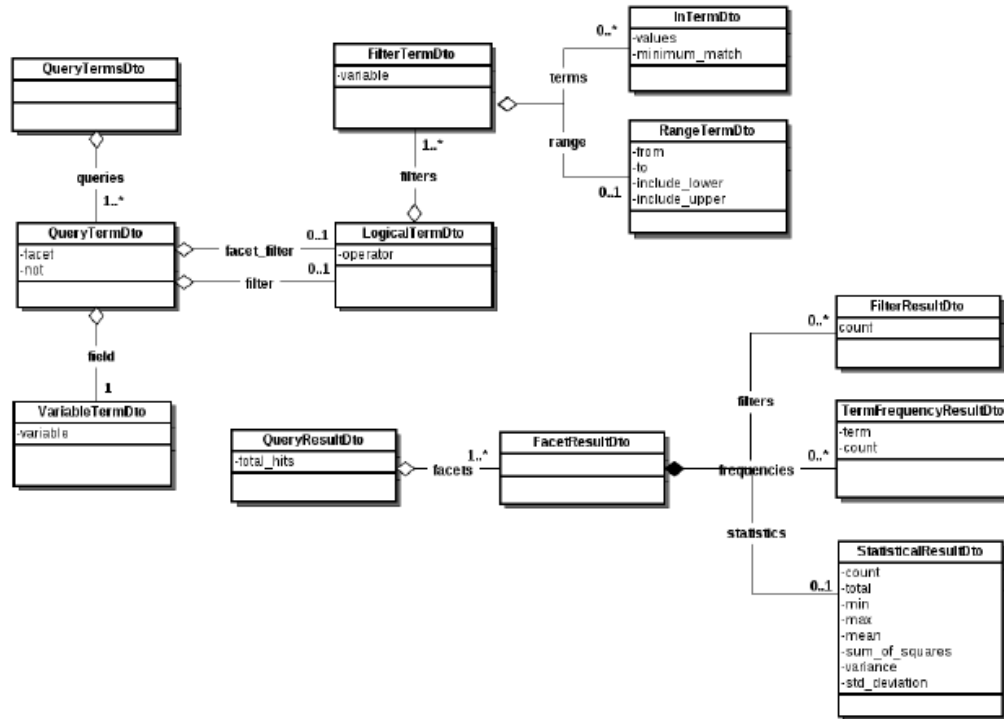 InTermDto
-values
-minimum_match
0..*
FilterTermDto
-variable
QueryTermsDto
terms
range
RangeTermDto
-from
-to
-include_lower
-include_upper
0..1
1..*
filters
queries
1..*
QueryTermDto
-facet
-not
facet_filter
0..1
filter
0..1
LogicalTermDto
-operator
field
1
VariableTermDto
-variable
QueryResultDto
-total_hits
facets
1..*
FacetResultDto
filters
0..*
FilterResultDto
count
frequencies
0..*
TermFrequencyResultDto
-term
-count
statistics
0..1
StatisticalResultDto
-count
-total
-min
-max
-mean
-sum_of_squares
-variance
-std_deviation